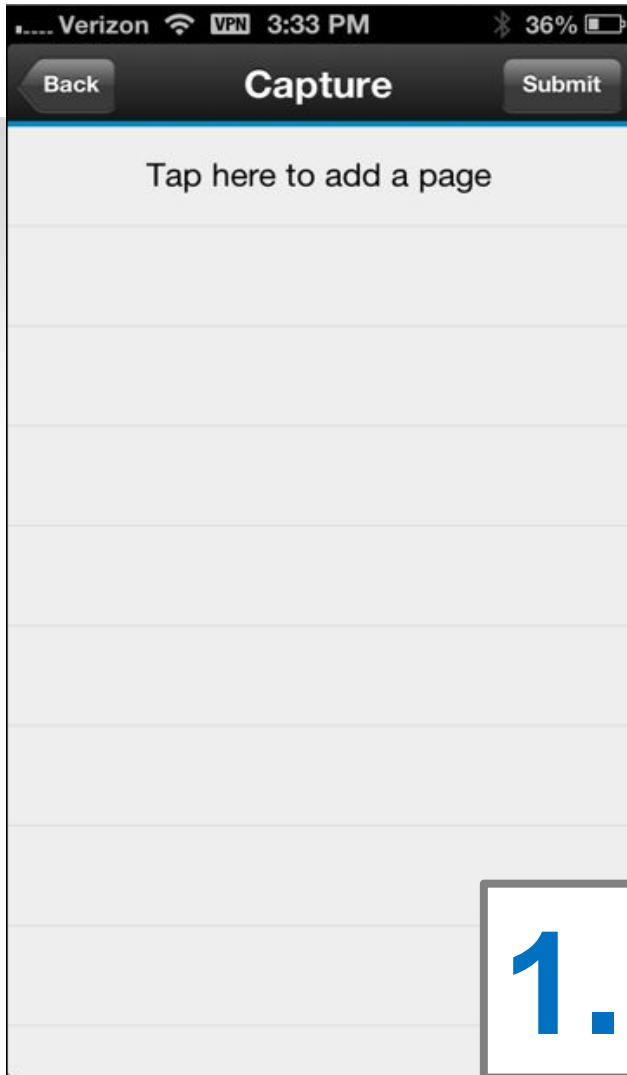 Verizon VPN 3:33 PM 36%
Back Capture Submit
Tap here to add a page
1.